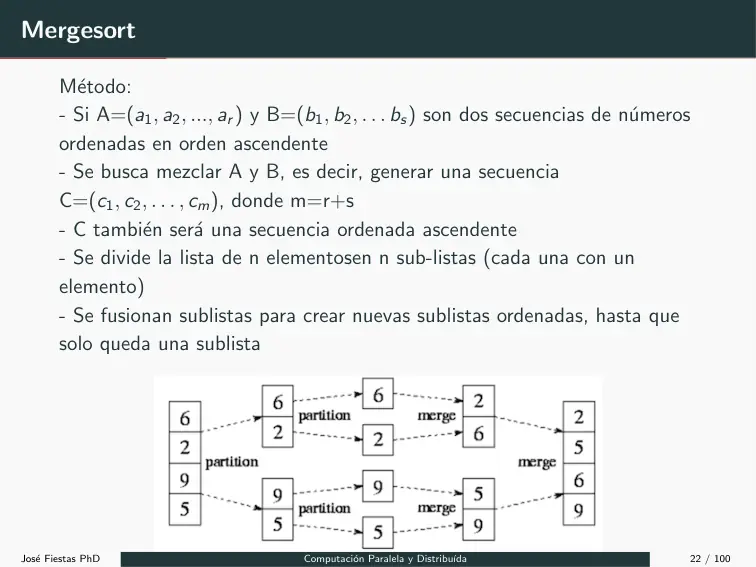 Mergesort
Método:
- Si A=(a₁, a₂, ..., aᵣ) y B=(b₁, b₂, . . . bₛ) son dos secuencias de números
ordenadas en orden ascendente
- Se busca mezclar A y B, es decir, generar una secuencia
C=(c₁, c₂, . . . , cₘ), donde m=r+s
- C también será una secuencia ordenada ascendente
- Se divide la lista de n elementosen n sub-listas (cada una con un
elemento)
- Se fusionan sublistas para crear nuevas sublistas ordenadas, hasta que
solo queda una sublista
6
2
9
5
partition
6
2
partition
9
5
partition
6
2
9
5
merge
2
6
merge
5
9
merge
2
5
6
9
José Fiestas PhD
Computación Paralela y Distribuída
22 / 100